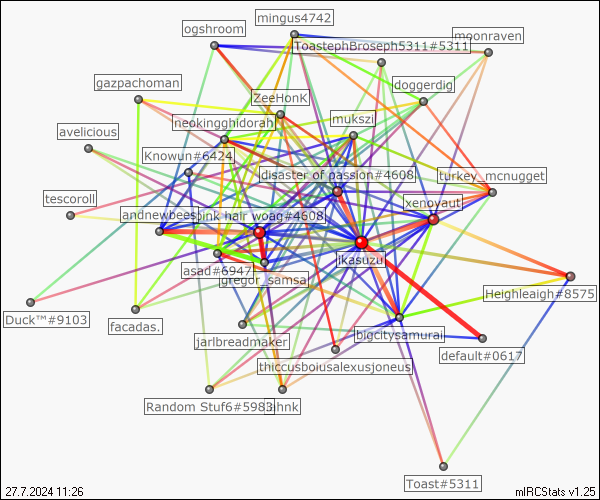 mingus4742
ogshroom
moonraven
ToastephBroseph5311#5311
gazpachoman
doggerdig
ZeeHonK
mukszi
neokingghidorah
avelicious
Knowun#6424
disaster of passion#4608
turkey_mcnugget
tescoroll
xenoyaut
andnewbees
pink hair woag#4608
ikasuzu
asad#6947
gregor_samsa
Heighleaigh#8575
Duck™#9103
facadas.
bigcitysamurai
jarlbreadmaker
default#0617
thiccusboiusalexusjoneus
Random Stuf6#5983
Toast#5311
27.7.2024 11:26
mIRCStats v1.25